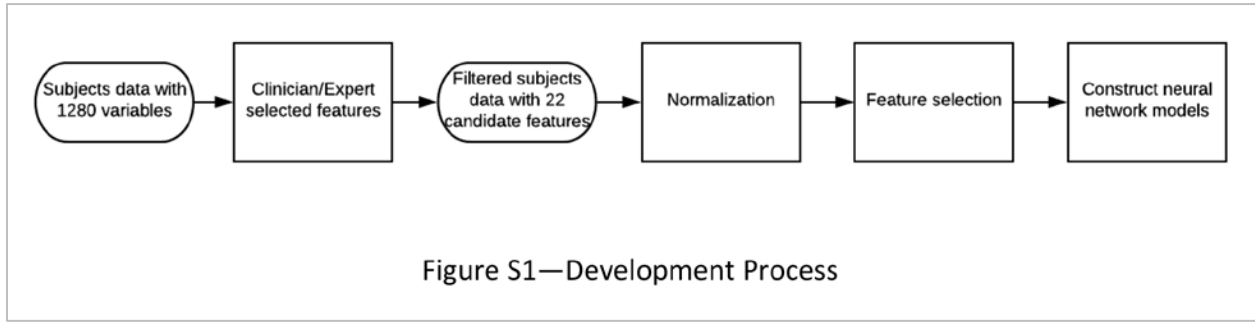 Subjects data with
1280 variables
Clinician/Expert
selected features
Filtered subjects
data with 22
candidate features
Normalization
Feature selection
Construct neural
network models
Figure S1—Development Process